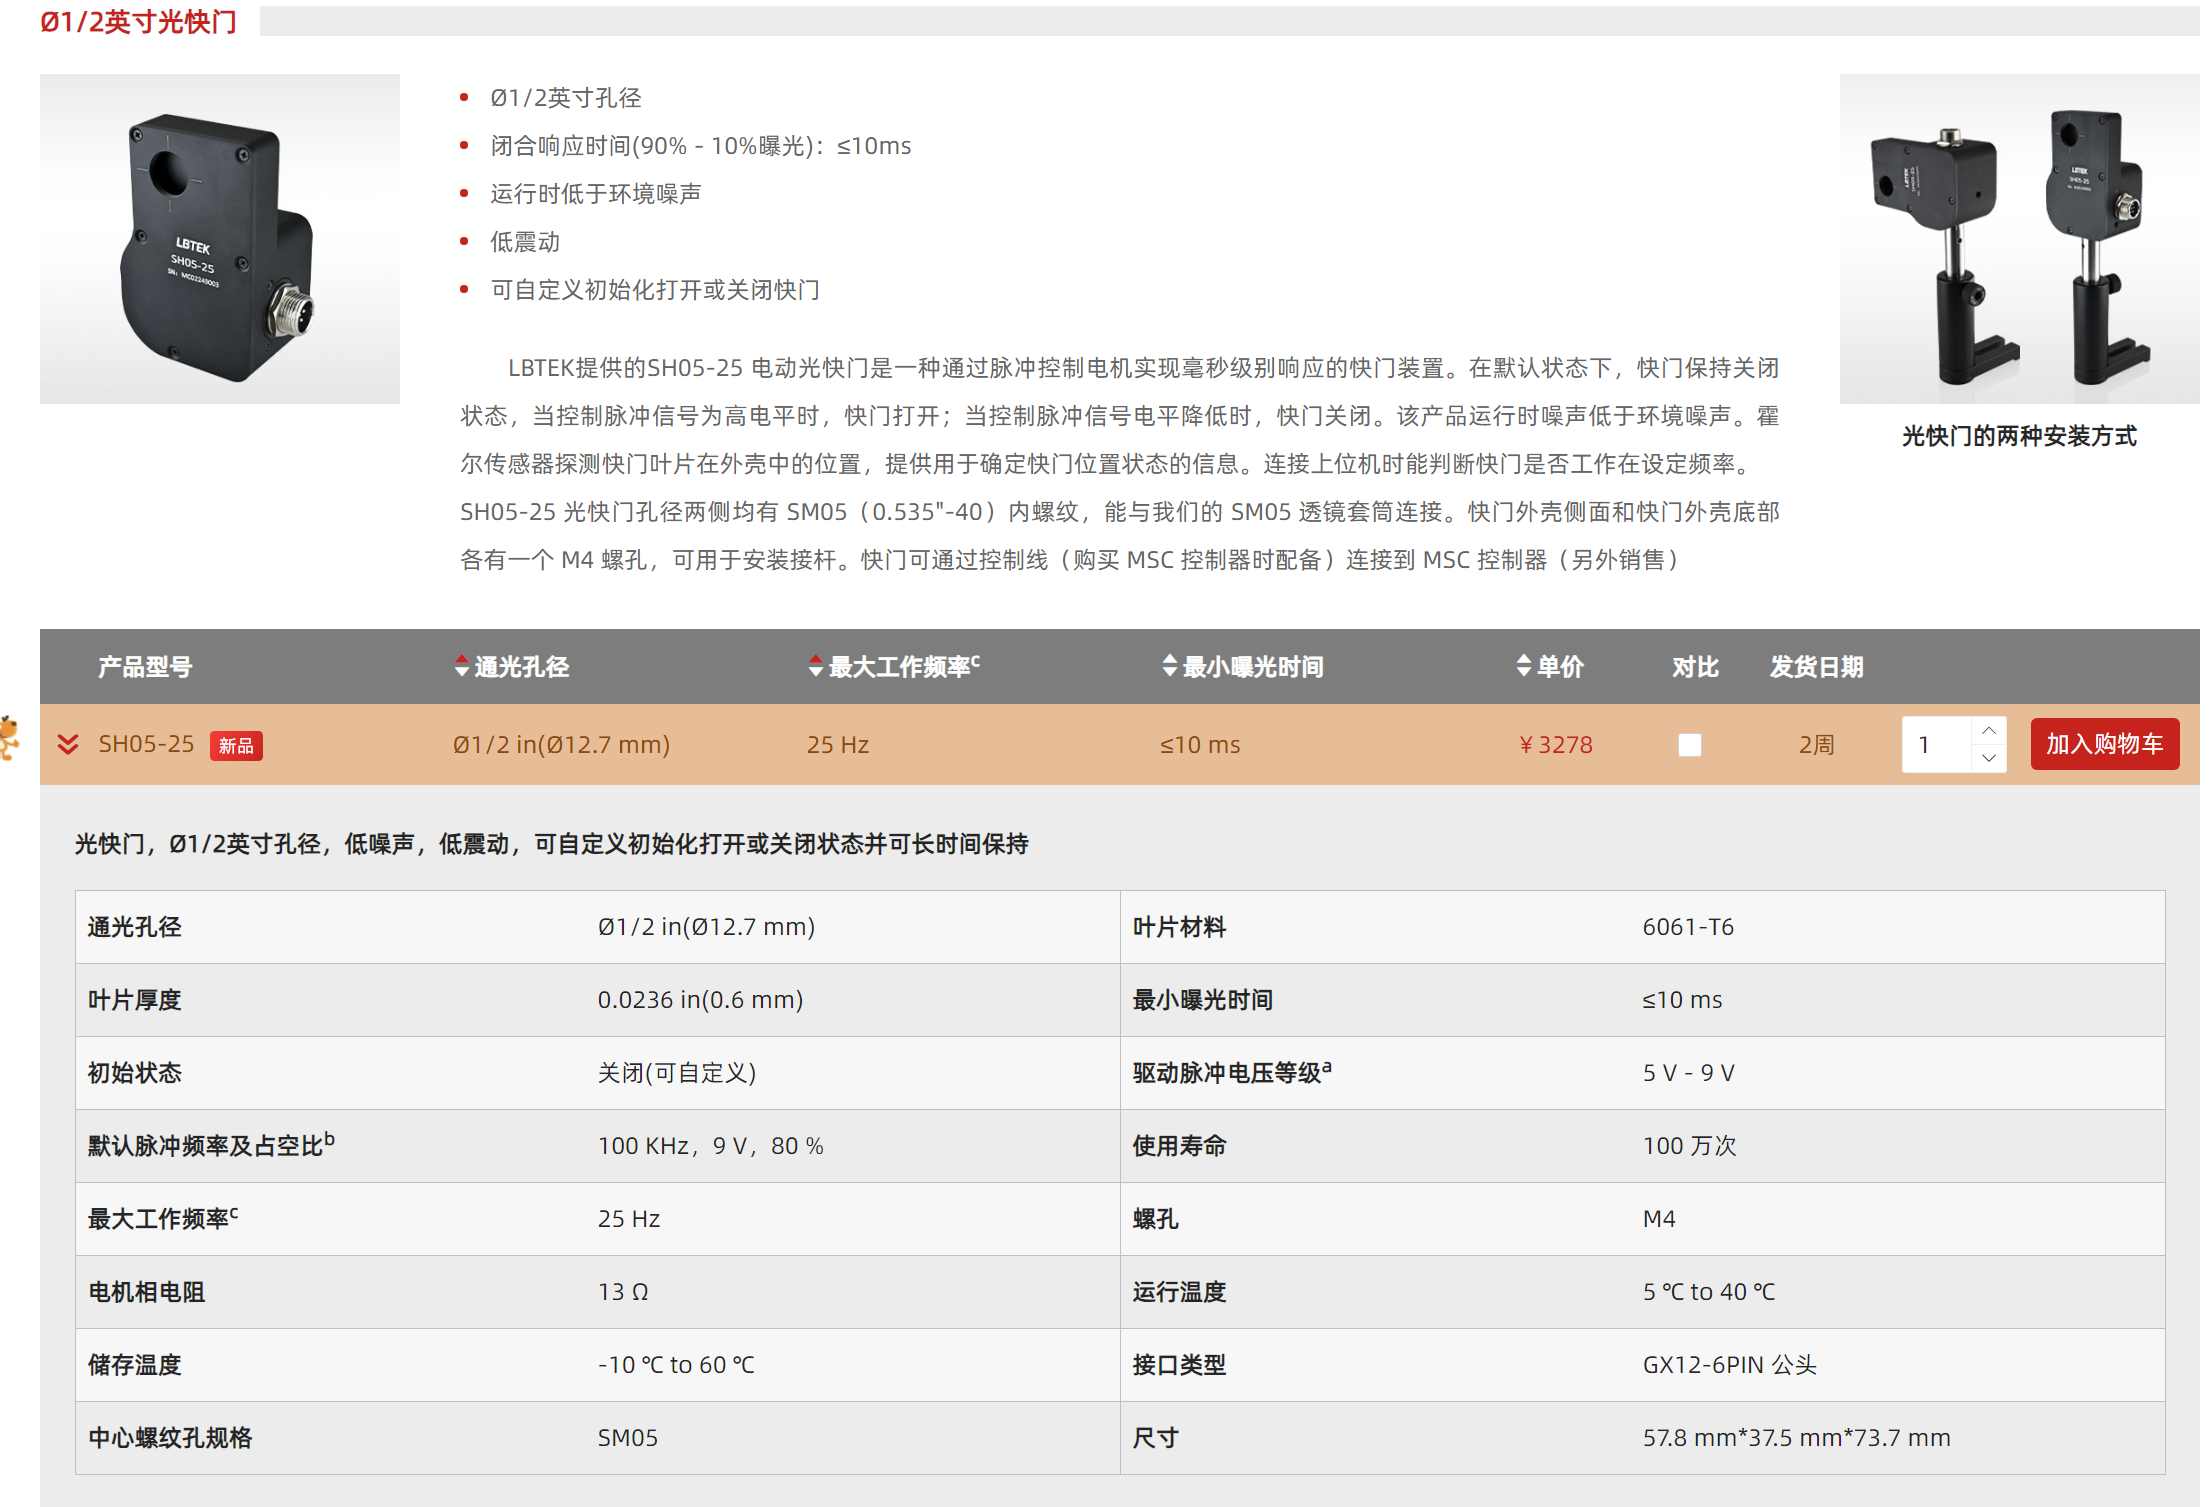 Ø1/2英寸光快门
Ø1/2英寸孔径
闭合响应时间(90% - 10%曝光)：≤10ms
运行时低于环境噪声
低震动
可自定义初始化打开或关闭快门
LBTEK
SH05-25
SN: MC02245003
LBTEK
SH05-25
LBTEK提供的SH05-25 电动光快门是一种通过脉冲控制电机实现毫秒级别响应的快门装置。在默认状态下，快门保持关闭
状态，当控制脉冲信号为高电平时，快门打开；当控制脉冲信号电平降低时，快门关闭。该产品运行时噪声低于环境噪声。霍
尔传感器探测快门叶片在外壳中的位置，提供用于确定快门位置状态的信息。连接上位机时能判断快门是否工作在设定频率。
SH05-25 光快门孔径两侧均有 SM05（0.535"-40）内螺纹，能与我们的 SM05 透镜套筒连接。快门外壳侧面和快门外壳底部
各有一个 M4 螺孔，可用于安装接杆。快门可通过控制线（购买 MSC 控制器时配备）连接到 MSC 控制器（另外销售）
光快门的两种安装方式
产品型号 通光孔径 最大工作频率c 最小曝光时间 单价 对比 发货日期
SH05-25 新品 Ø1/2 in(Ø12.7 mm) 25 Hz ≤10 ms ￥3278 2周 1 加入购物车
光快门，Ø1/2英寸孔径，低噪声，低震动，可自定义初始化打开或关闭状态并可长时间保持
通光孔径 Ø1/2 in(Ø12.7 mm) 叶片材料 6061-T6
叶片厚度 0.0236 in(0.6 mm) 最小曝光时间 ≤10 ms
初始状态 关闭(可自定义) 驱动脉冲电压等级a 5 V - 9 V
默认脉冲频率及占空比b 100 KHz，9 V，80 % 使用寿命 100 万次
最大工作频率c 25 Hz 螺孔 M4
电机相电阻 13 Ω 运行温度 5 ℃ to 40 ℃
储存温度 -10 ℃ to 60 ℃ 接口类型 GX12-6PIN 公头
中心螺纹孔规格 SM05 尺寸 57.8 mm*37.5 mm*73.7 mm